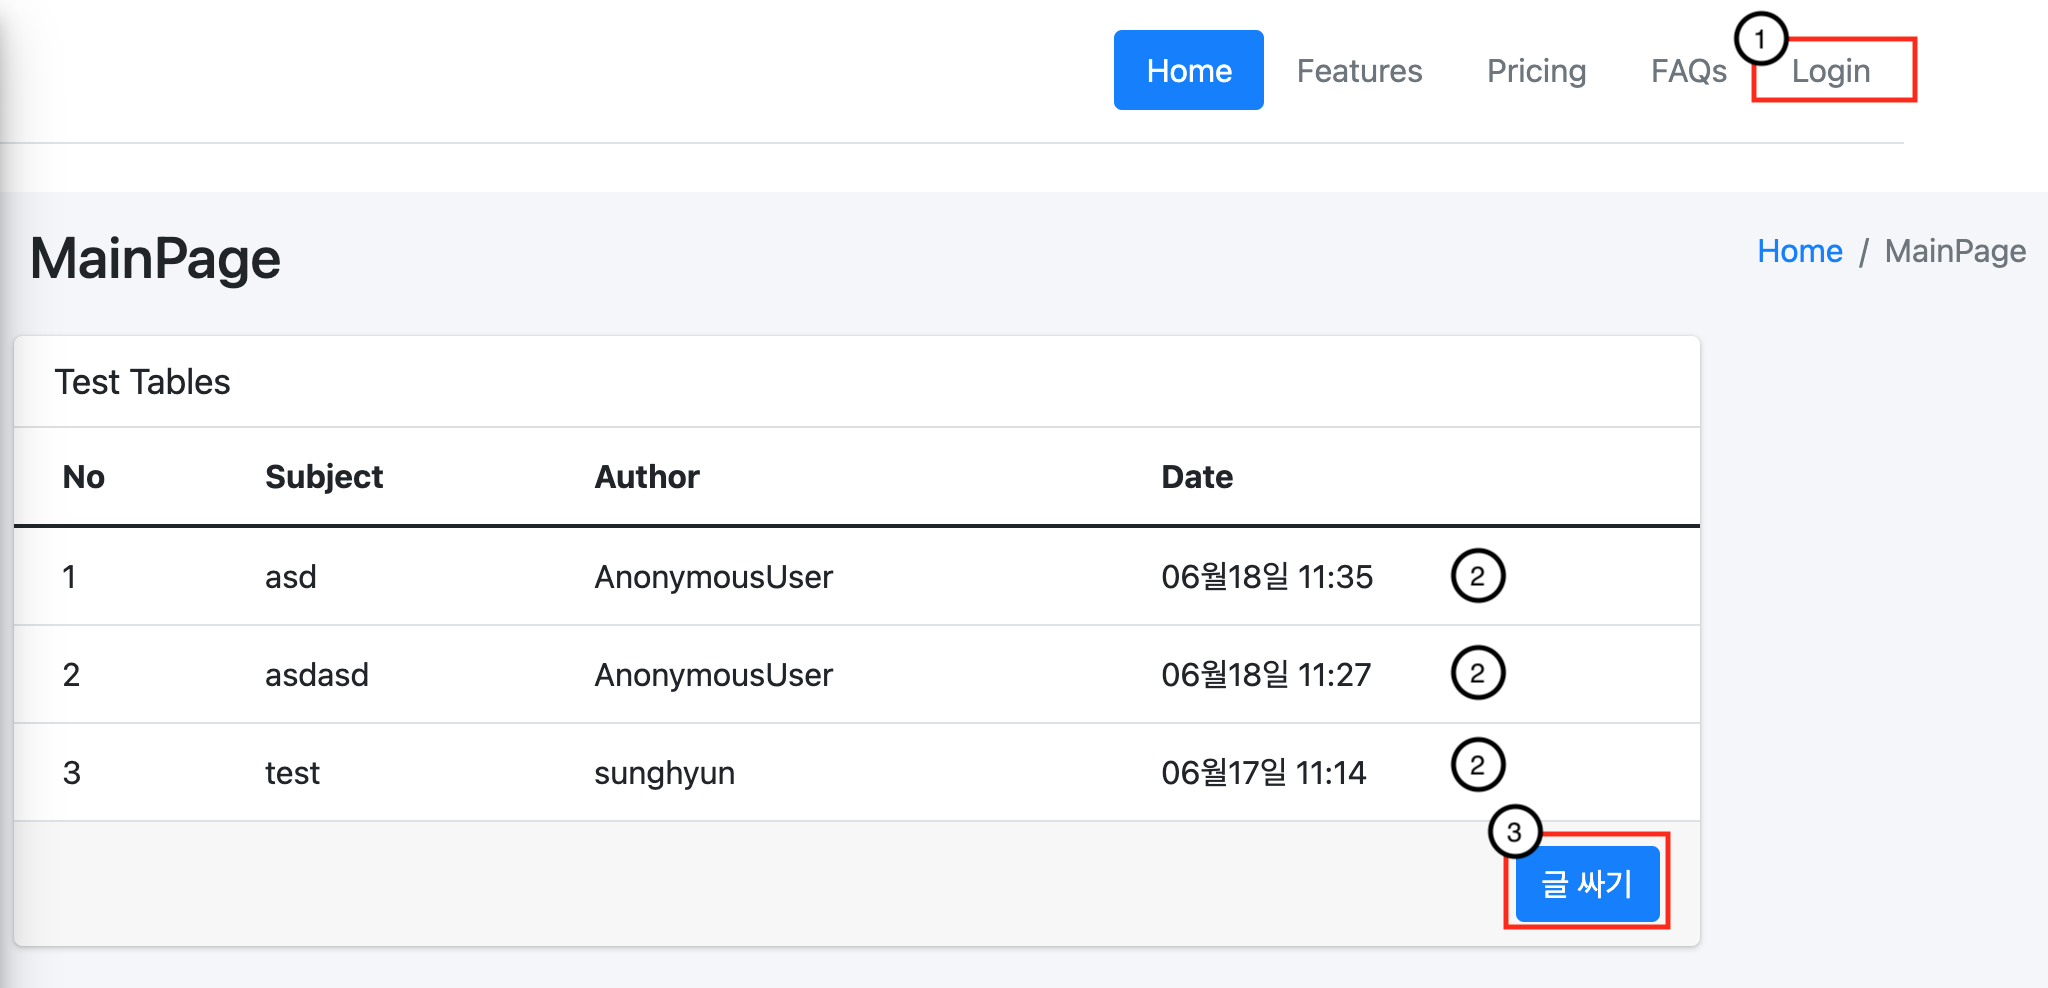 Home Features Pricing FAQs 1 Login
MainPage
Home / MainPage
Test Tables
No Subject Author Date
1 asd AnonymousUser 06월18일 11:35 2
2 asdasd AnonymousUser 06월18일 11:27 2
3 test sunghyun 06월17일 11:14 2
3
글 싸기